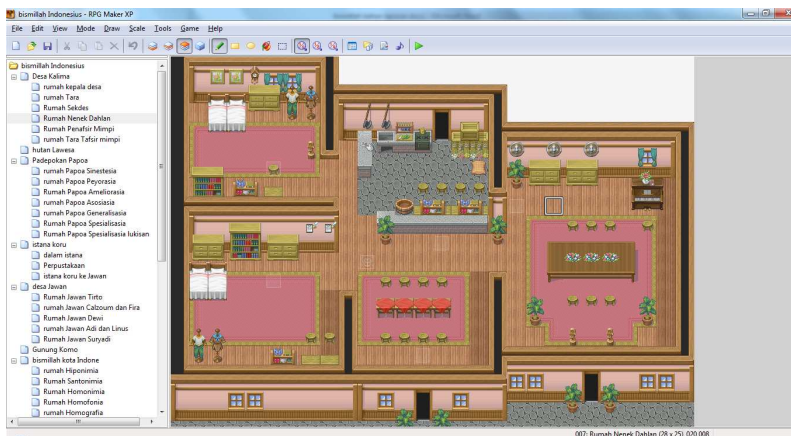 bismillah Indonesius - RPG Maker XP
File Edit View Mode Draw Scale Tools Game Help
bismillah Indonesius
Desa Kalima
rumah kepala desa
rumah Tara
Rumah Sekdes
Rumah Nenek Dahlan
Rumah Penafsir Mimpi
rumah Tara Tafsir mimpi
hutan Lawesa
Padepokan Papoa
rumah Papoa Sinestesia
rumah Papoa Peyorasia
Rumah Papoa Ameliorasia
Rumah Papoa Asosiasia
Rumah Papoa Generalisasia
Rumah Papoa Spesialisasia
Rumah Papoa Spesialisasia lukisan
istana koru
dalam istana
Perpustakaan
istana koru ke Jawan
desa Jawan
Rumah Jawan Tirto
rumah Jawan Calzoum dan Fira
Rumah Jawan Dewi
rumah Jawan Adi dan Linus
Rumah Jawan Suryadi
Gunung Komo
bismillah kota Indone
rumah Hiponimia
Rumah Santonimia
Rumah Homonimia
Rumah Homofonia
rumah Homografia
007: Rumah Nenek Dahlan (28 x 25) 020,008